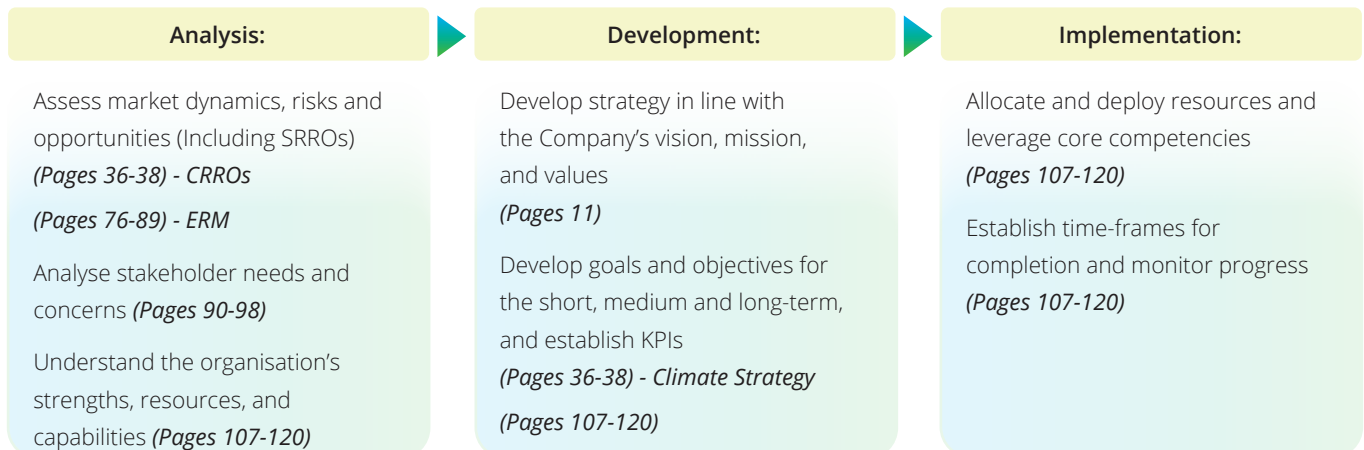 Analysis:
Assess market dynamics, risks and
opportunities (Including SRROs)
(Pages 36-38) - CRROs
(Pages 76-89) - ERM
Analyse stakeholder needs and
concerns (Pages 90-98)
Understand the organisation’s
strengths, resources, and
capabilities (Pages 107-120)
Development:
Develop strategy in line with
the Company’s vision, mission,
and values
(Pages 11)
Develop goals and objectives for
the short, medium and long-term,
and establish KPIs
(Pages 36-38) - Climate Strategy
(Pages 107-120)
Implementation:
Allocate and deploy resources and
leverage core competencies
(Pages 107-120)
Establish time-frames for
completion and monitor progress
(Pages 107-120)